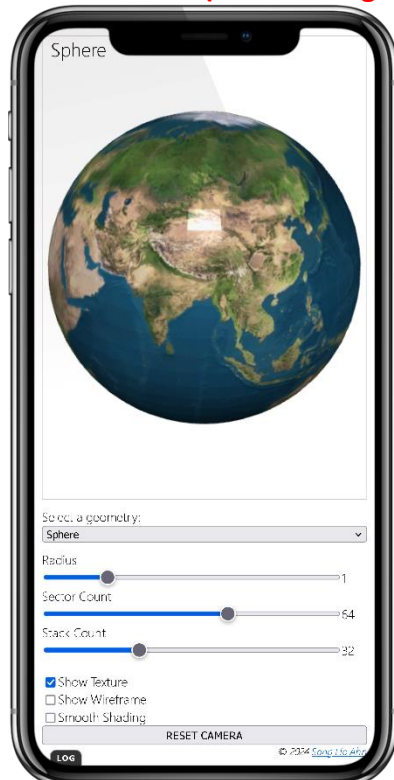 Sphere
Select a geometry:
Sphere
Radius
1
Sector Count
64
Stack Count
32
Show Texture
Show Wireframe
Smooth Shading
RESET CAMERA
LOG
© 2024 Song Ho Ahn